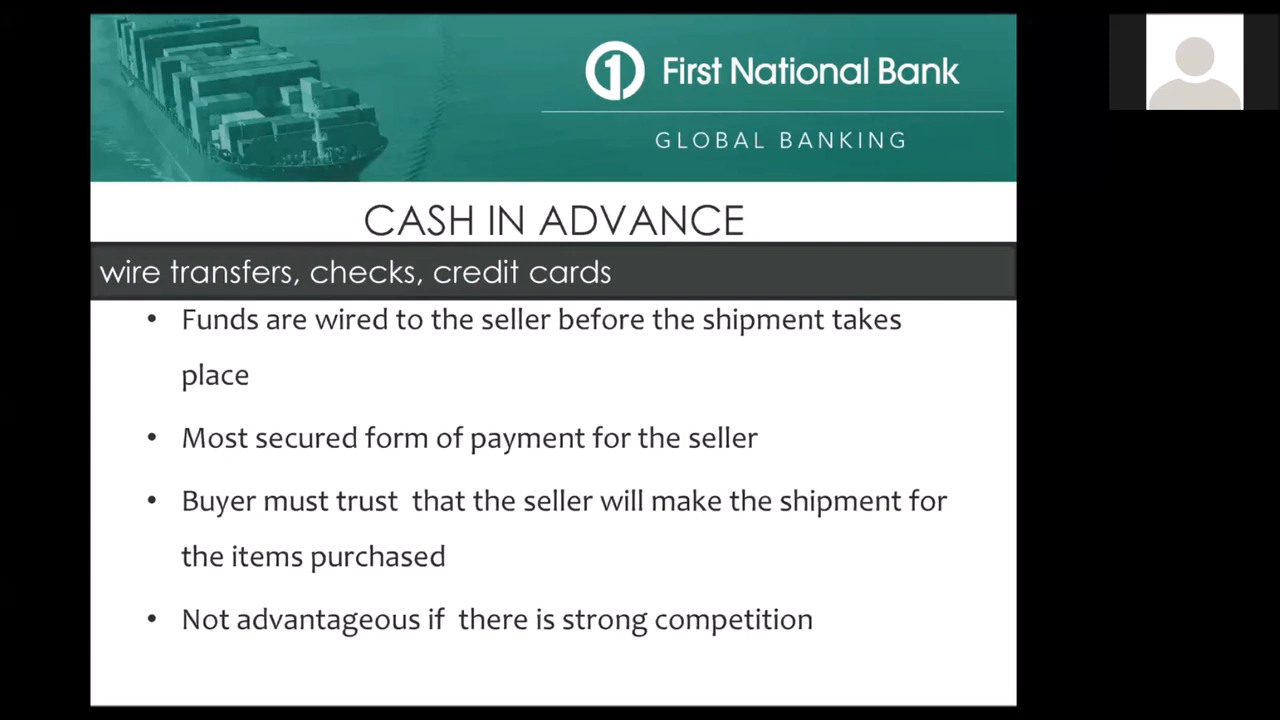 1 First National Bank
GLOBAL BANKING
CASH IN ADVANCE
wire transfers, checks, credit cards
• Funds are wired to the seller before the shipment takes
place
• Most secured form of payment for the seller
• Buyer must trust  that the seller will make the shipment for
the items purchased
• Not advantageous if  there is strong competition